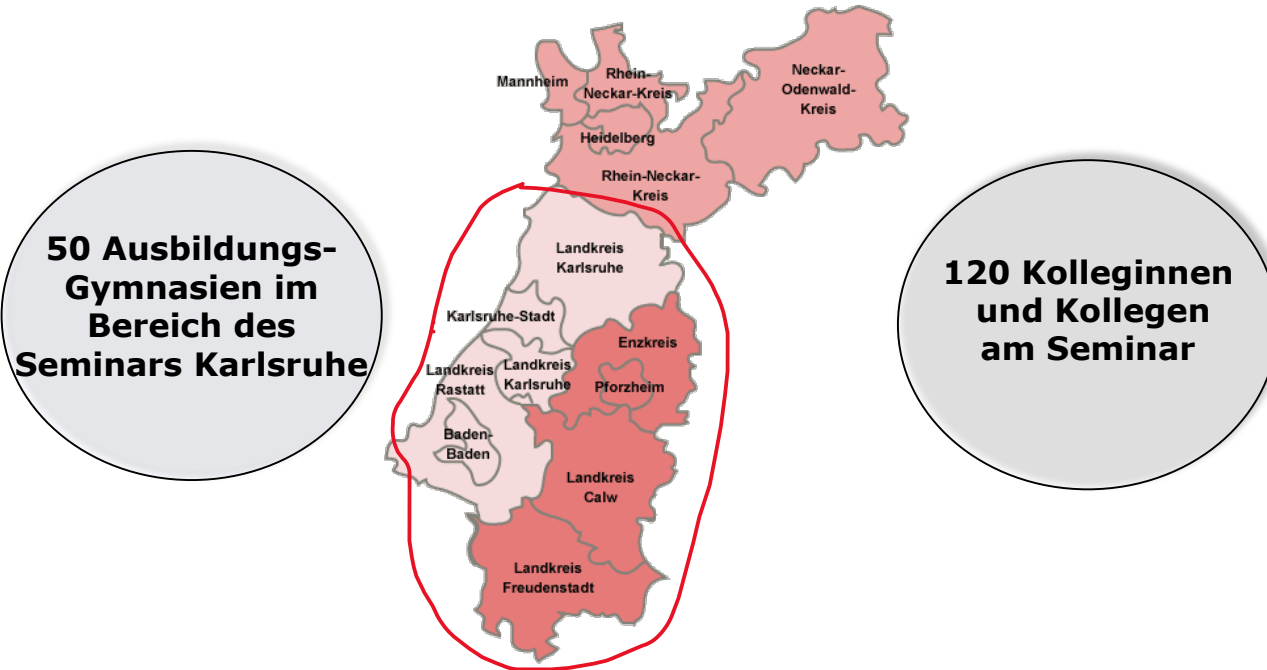 50 Ausbildungs-
Gymnasien im
Bereich des
Seminars Karlsruhe
Mannheim
Rhein-
Neckar-Kreis
Neckar-
Odenwald-
Kreis
Heidelberg
Rhein-Neckar-
Kreis
Landkreis
Karlsruhe
Karlsruhe-Stadt
Enzkreis
Landkreis
Rastatt
Landkreis
Karlsruhe
Pforzheim
Baden-
Baden
Landkreis
Calw
Landkreis
Freudenstadt
120 Kolleginnen
und Kollegen
am Seminar